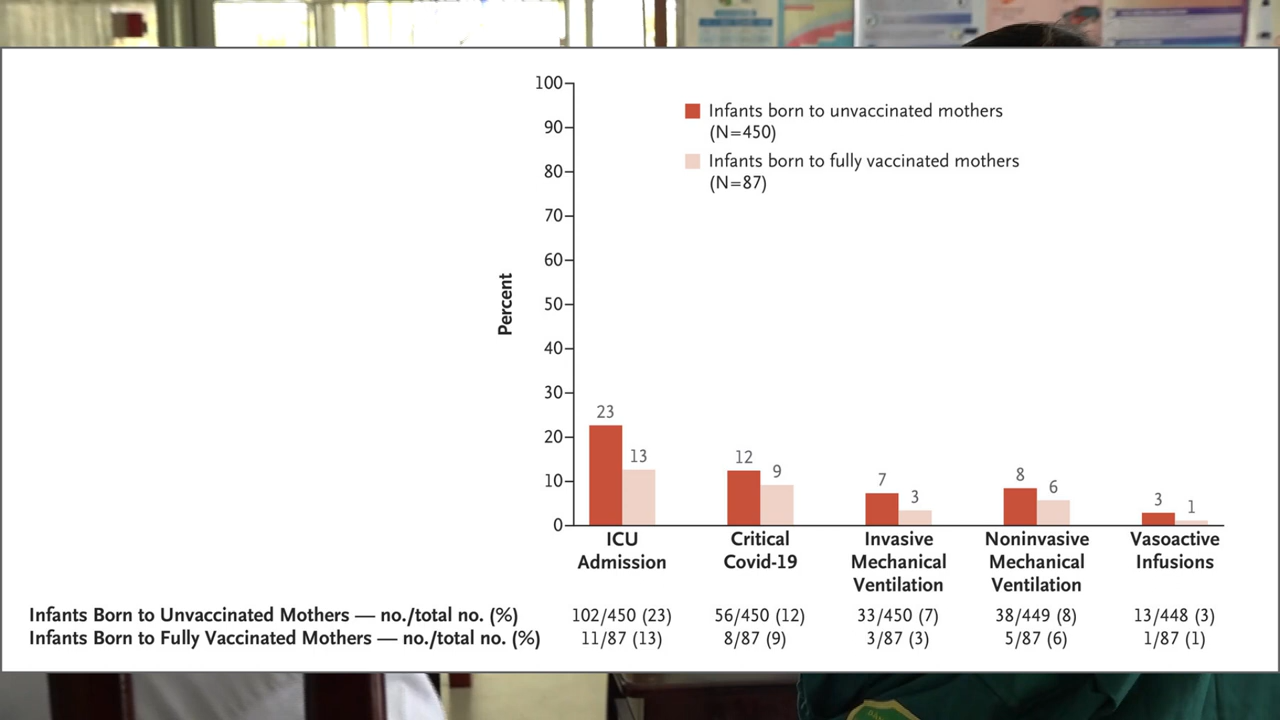 100
90
80
70
60
50
40
30
20
10
0
Percent
Infants born to unvaccinated mothers
(N=450)
Infants born to fully vaccinated mothers
(N=87)
23
13
12
9
7
3
8
6
3
1
ICU
Admission
Critical
Covid-19
Invasive
Mechanical
Ventilation
Noninvasive
Mechanical
Ventilation
Vasoactive
Infusions
Infants Born to Unvaccinated Mothers — no./total no. (%) 102/450 (23) 56/450 (12) 33/450 (7) 38/449 (8) 13/448 (3)
Infants Born to Fully Vaccinated Mothers — no./total no. (%) 11/87 (13) 8/87 (9) 3/87 (3) 5/87 (6) 1/87 (1)